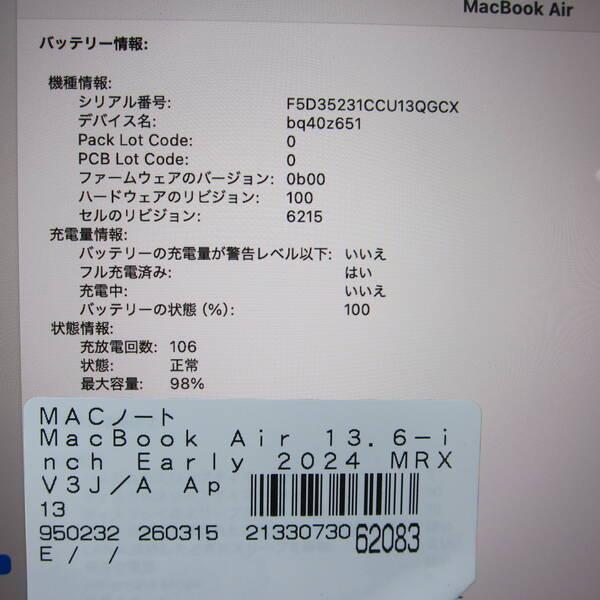 MacBook Air
バッテリー情報:
機種情報:
シリアル番号: F5D35231CCU13QGCX
デバイス名: bq40z651
Pack Lot Code: 0
PCB Lot Code: 0
ファームウェアのバージョン: 0b00
ハードウェアのリビジョン: 100
セルのリビジョン: 6215
充電量情報:
バッテリーの充電量が警告レベル以下: いいえ
フル充電済み: はい
充電中: いいえ
バッテリーの状態 (%): 100
状態情報:
充放電回数: 106
状態: 正常
最大容量: 98%
MACノート
MacBook Air 13.6-i
nch Early 2024 MRX
V3J/A Ap
13
950232 260315 21330730 62083
E / /